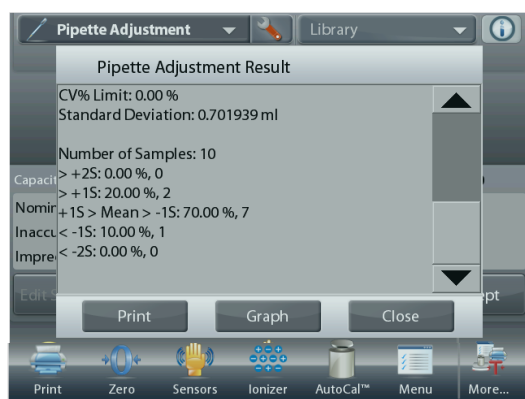 Pipette Adjustment
Library
Pipette Adjustment Result
CV% Limit: 0.00 %
Standard Deviation: 0.701939 ml
Number of Samples: 10
> +2S: 0.00 %, 0
> +1S: 20.00 %, 2
+1S > Mean > -1S: 70.00 %, 7
< -1S: 10.00 %, 1
< -2S: 0.00 %, 0
Print Graph Close
Print Zero Sensors Ionizer AutoCal™ Menu More...